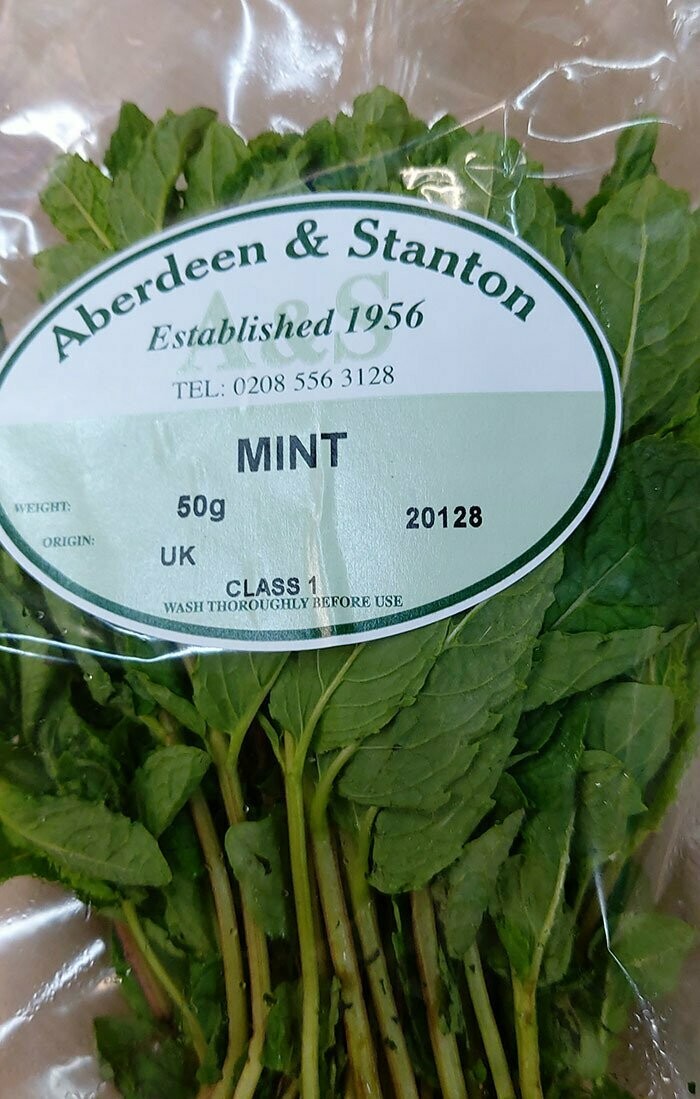 Aberdeen & Stanton
A&S
Established 1956
TEL: 0208 556 3128
MINT
WEIGHT: 50g 20128
ORIGIN: UK
CLASS 1
WASH THOROUGHLY BEFORE USE